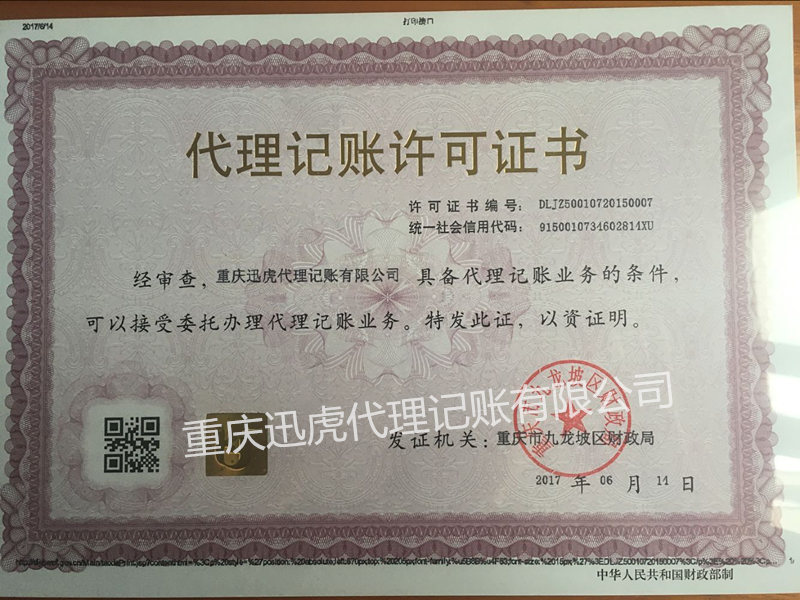 2017/6/14
打印接口
代理记账许可证书
许可证书编号: DLJZ50010720150007
统一社会信用代码: 9150010734602814XU
经审查, 重庆迅虎代理记账有限公司 具备代理记账业务的条件,
可以接受委托办理代理记账业务。特发此证, 以资证明。
重庆迅虎代理记账有限公司
发证机关: 重庆市九龙坡区财政局
2017 年 06 月 14 日
中华人民共和国财政部制